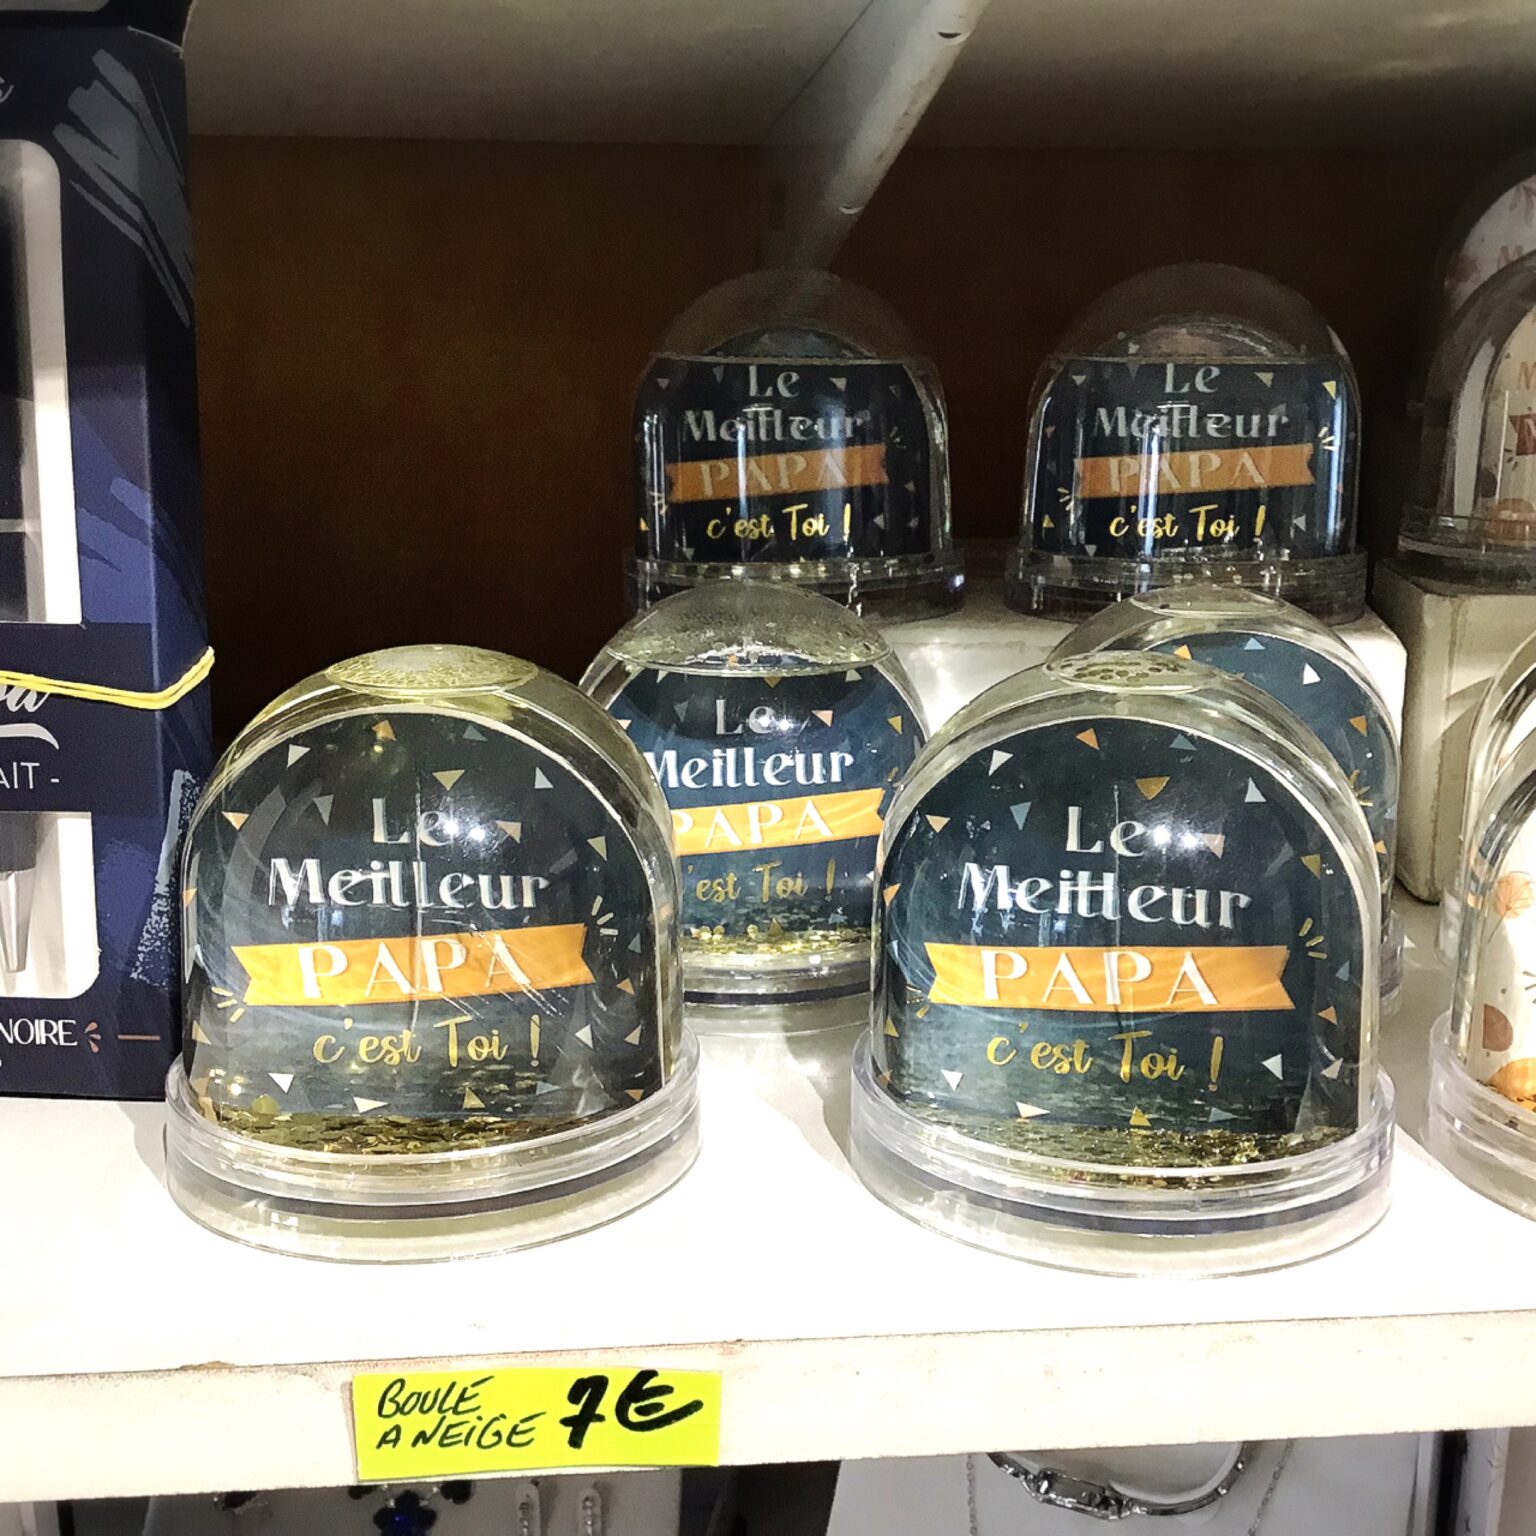 Le
Meilleur
PAPA
c'est Toi !
Le
Meilleur
PAPA
c'est Toi !
Le
Meilleur
PAPA
'est Toi !
Le
Meilleur
PAPA
c'est Toi !
Le
Meilleur
PAPA
c'est Toi !
AIT -
NOIRE
BOULE
A NEIGE 7€